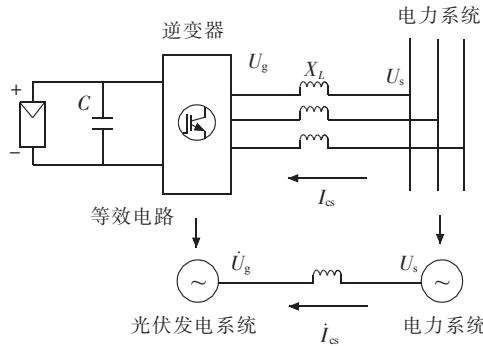 电力系统
逆变器
U_g X_L U_s
+
C
−
I_cs
等效电路
U̇_g U_s
~ ~
光伏发电系统 电力系统
İ_cs